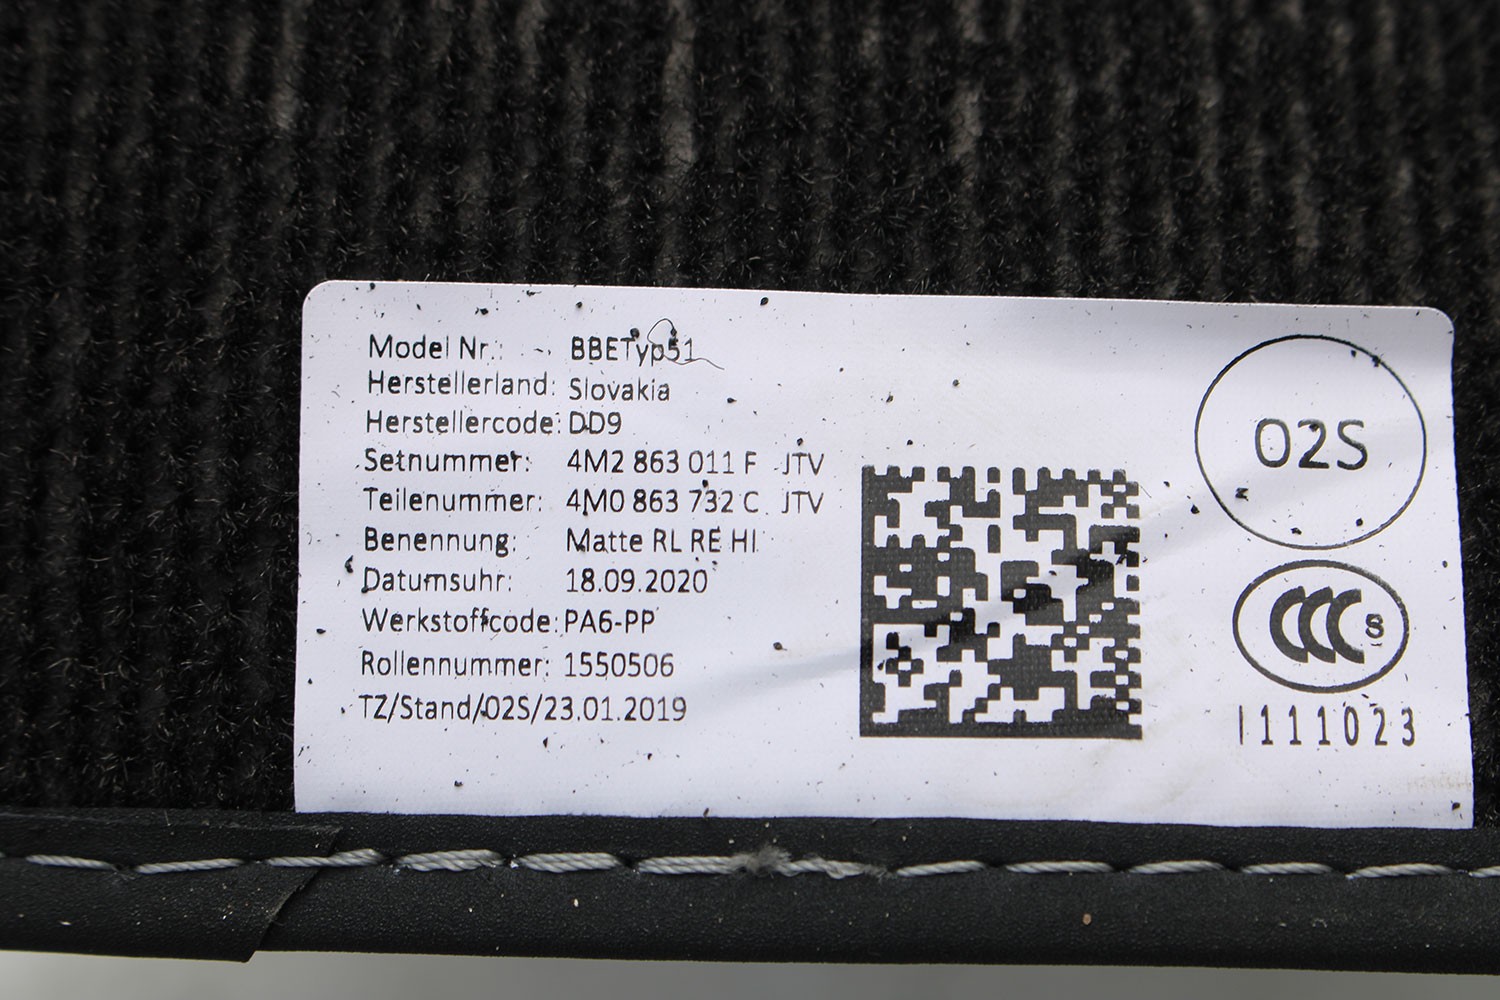 Model Nr.: BBETyp51
Herstellerland: Slovakia
Herstellercode: DD9
Setnummer: 4M2 863 011 F JTV
Teilenummer: 4M0 863 732 C JTV
Benennung: Matte RL RE HI
Datumsuhr: 18.09.2020
Werkstoffcode: PA6-PP
Rollennummer: 1550506
TZ/Stand/02S/23.01.2019
02S
CCC S
I111023